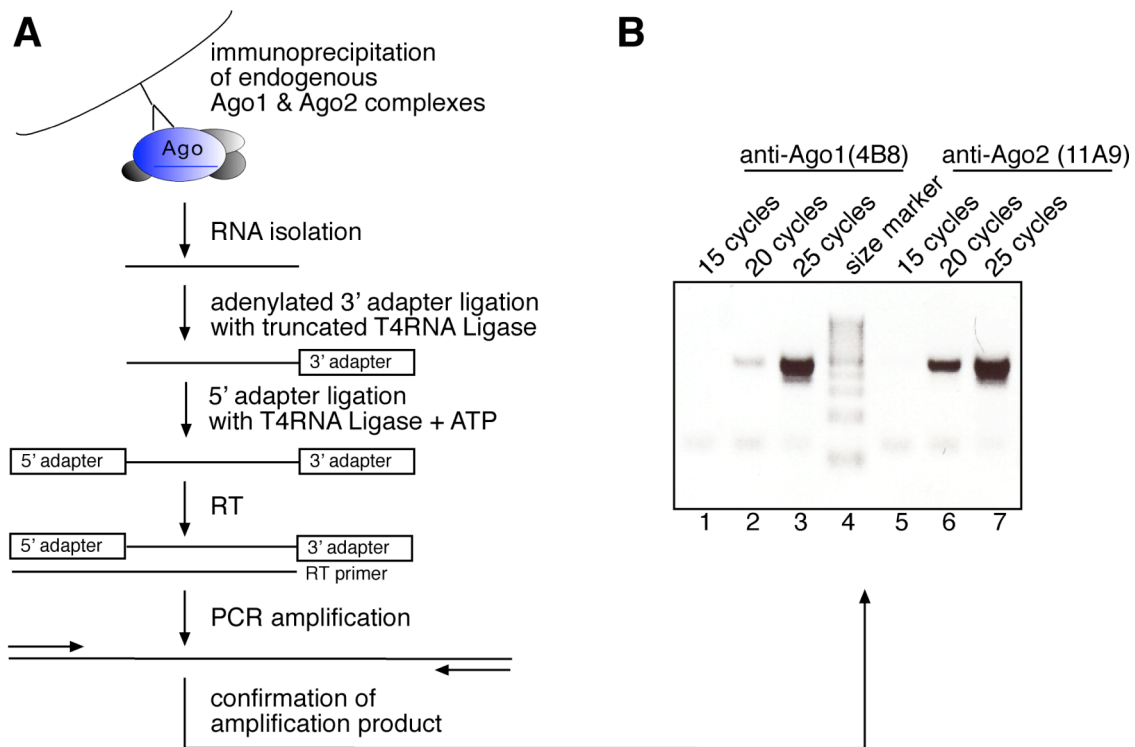 A
immunoprecipitation
of endogenous
Ago1 & Ago2 complexes
Ago
RNA isolation
adenylated 3’ adapter ligation
with truncated T4RNA Ligase
3’ adapter
5’ adapter ligation
with T4RNA Ligase + ATP
5’ adapter
3’ adapter
RT
5’ adapter
3’ adapter
RT primer
PCR amplification
confirmation of
amplification product
B
anti-Ago1(4B8)
anti-Ago2 (11A9)
15 cycles
20 cycles
25 cycles
size marker
15 cycles
20 cycles
25 cycles
1 2 3 4 5 6 7